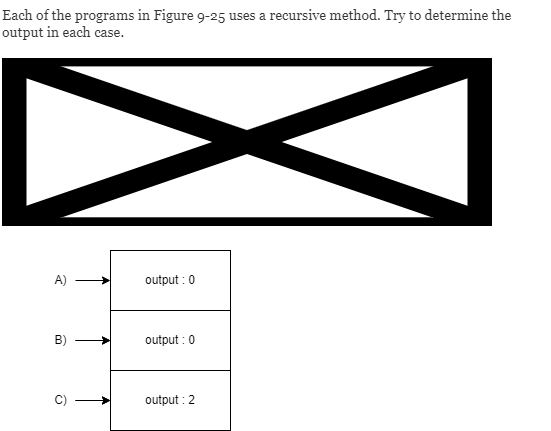 Each of the programs in Figure 9-25 uses a recursive method. Try to determine the
output in each case.
A) output : 0
B) output : 0
C) output : 2